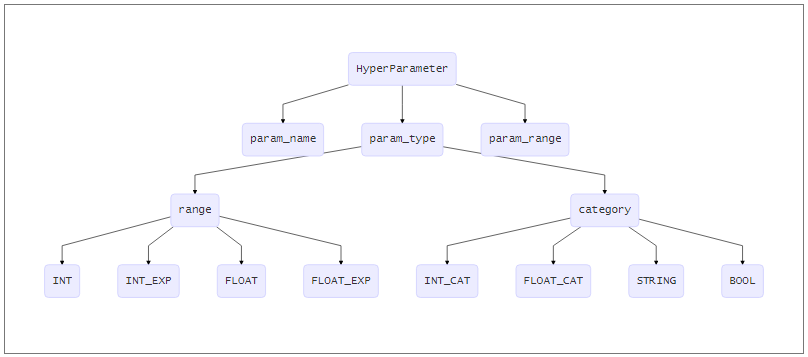 HyperParameter
param_name
param_type
param_range
range
category
INT
INT_EXP
FLOAT
FLOAT_EXP
INT_CAT
FLOAT_CAT
STRING
BOOL